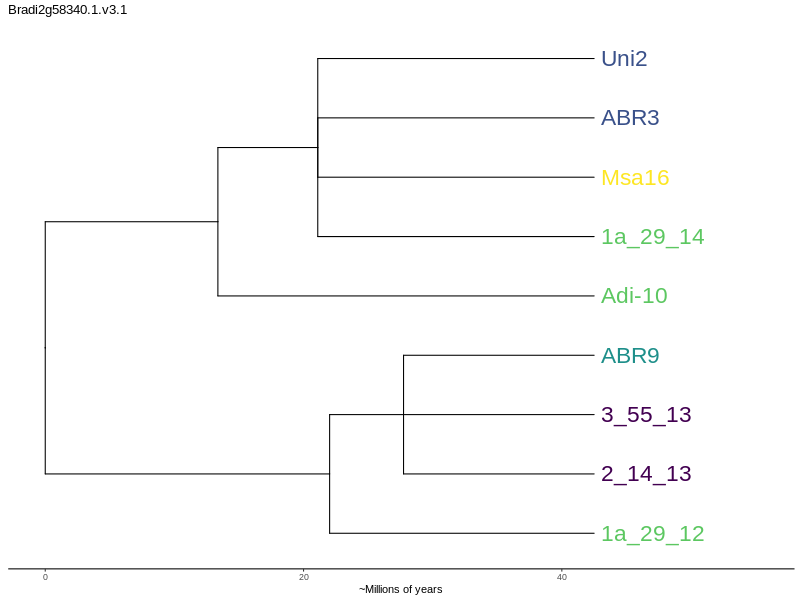 Bradi2g58340.1.v3.1
Uni2
ABR3
Msa16
1a_29_14
Adi-10
ABR9
3_55_13
2_14_13
1a_29_12
0 20 40
~Millions of years